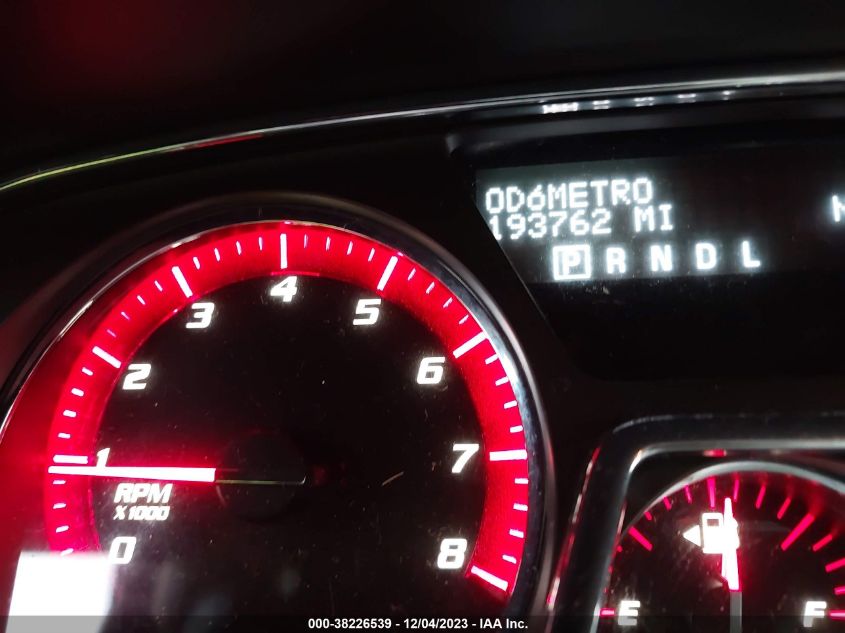 OD6METRO
193762 MI
P R N D L
4
3
5
2
6
1
7
RPM
X1000
0
8
E
F
000-38226539 - 12/04/2023 - IAA Inc.